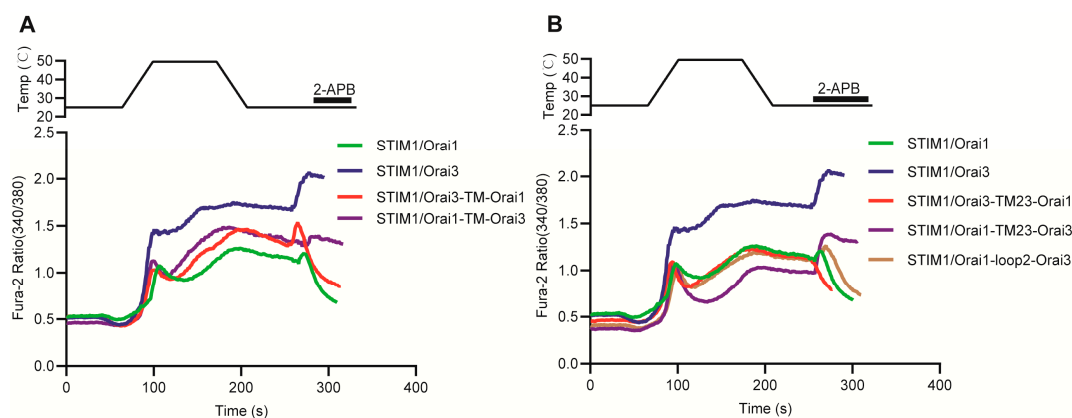 A
Temp (℃)
50
40
30
20
2-APB
Fura-2 Ratio(340/380)
2.5
2.0
1.5
1.0
0.5
0.0
STIM1/Orai1
STIM1/Orai3
STIM1/Orai3-TM-Orai1
STIM1/Orai1-TM-Orai3
0 100 200 300 400
Time (s)
B
Temp (℃)
50
40
30
20
2-APB
Fura-2 Ratio(340/380)
2.5
2.0
1.5
1.0
0.5
0.0
STIM1/Orai1
STIM1/Orai3
STIM1/Orai3-TM23-Orai1
STIM1/Orai1-TM23-Orai3
STIM1/Orai1-loop2-Orai3
0 100 200 300 400
Time (s)